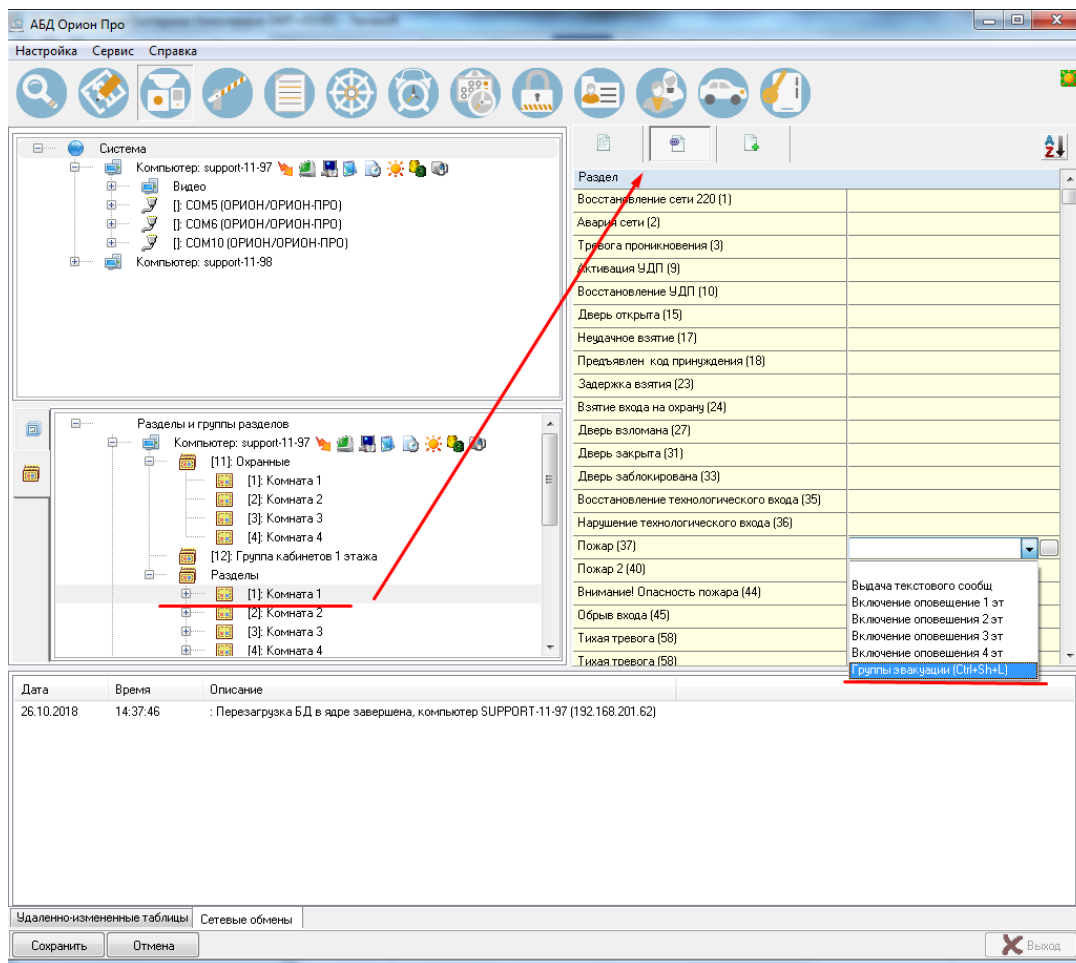 АБД Орион Про
Настройка Сервис Справка
Система
Компьютер: support-11-97
Видео
[]: COM5 (ОРИОН/ОРИОН-ПРО)
[]: COM6 (ОРИОН/ОРИОН-ПРО)
[]: COM10 (ОРИОН/ОРИОН-ПРО)
Компьютер: support-11-98
Разделы и группы разделов
Компьютер: support-11-97
[11]: Охранные
[1]: Комната 1
[2]: Комната 2
[3]: Комната 3
[4]: Комната 4
[12]: Группа кабинетов 1 этажа
Разделы
[1]: Комната 1
[2]: Комната 2
[3]: Комната 3
[4]: Комната 4
Раздел
Восстановление сети 220 (1)
Авария сети (2)
Тревога проникновения (3)
Активация УДП (9)
Восстановление УДП (10)
Дверь открыта (15)
Неудачное взятие (17)
Предъявлен код принуждения (18)
Задержка взятия (23)
Взятие входа на охрану (24)
Дверь взломана (27)
Дверь закрыта (31)
Дверь заблокирована (33)
Восстановление технологического входа (35)
Нарушение технологического входа (36)
Пожар (37)
Пожар 2 (40)
Внимание! Опасность пожара (44)
Обрыв входа (45)
Тихая тревога (58)
Тихая тревога (58)
Выдача текстового сообщ
Включение оповещение 1 эт
Включение оповешения 2 эт
Включение оповешения 3 эт
Включение оповешения 4 эт
Группы эвакуации (Ctrl+Sh+L)
Дата Время Описание
26.10.2018 14:37:46 : Перезагрузка БД в ядре завершена, компьютер SUPPORT-11-97 (192.168.201.62)
Удаленно-измененные таблицы Сетевые обмены
Сохранить Отмена Выход